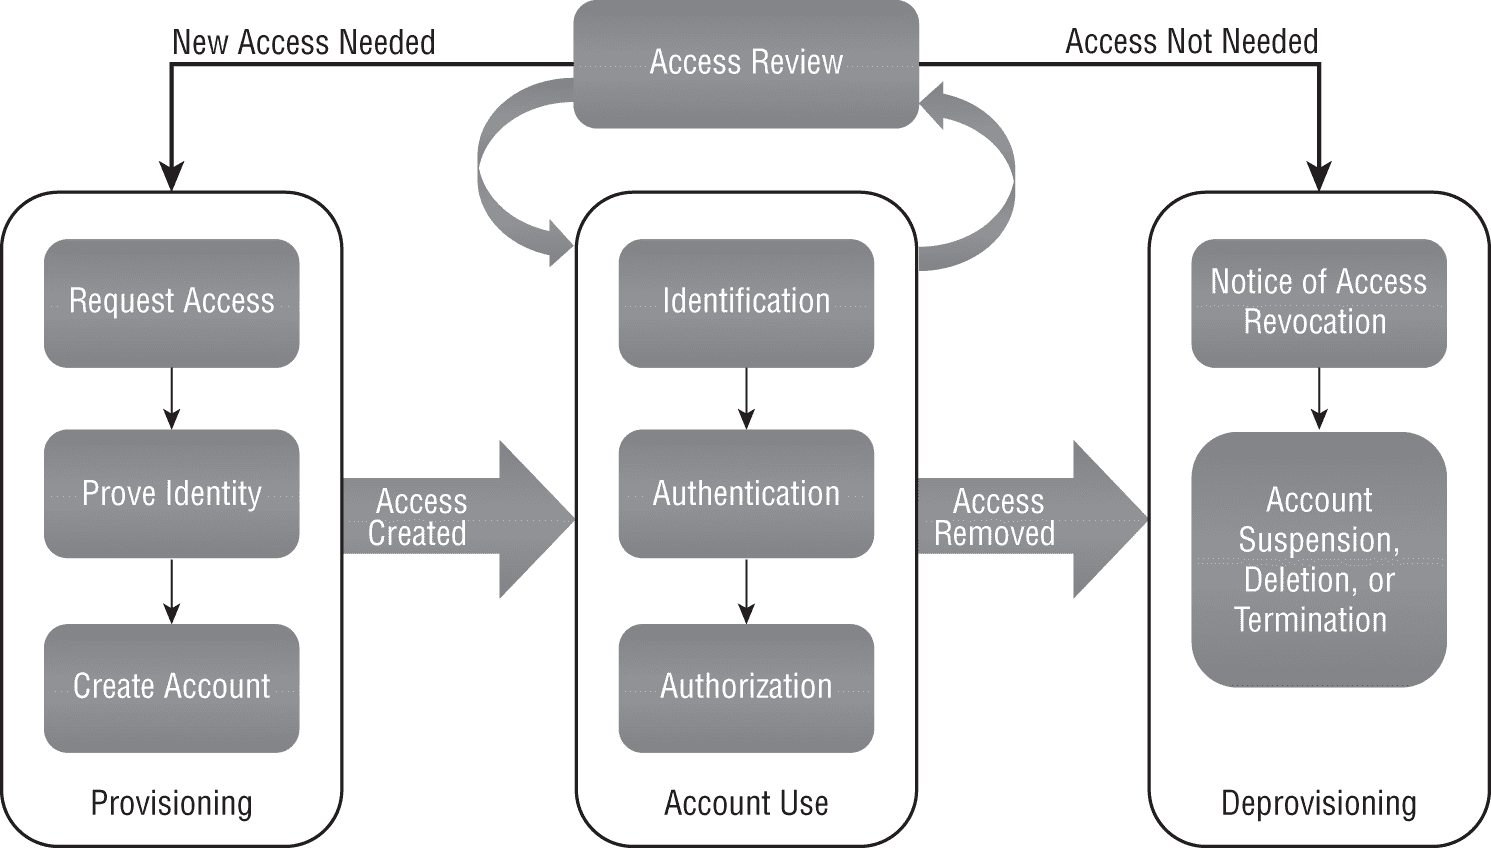 New Access Needed
Access Review
Access Not Needed
Request Access
Prove Identity
Create Account
Provisioning
Access
Created
Identification
Authentication
Authorization
Account Use
Access
Removed
Notice of Access
Revocation
Account
Suspension,
Deletion, or
Termination
Deprovisioning